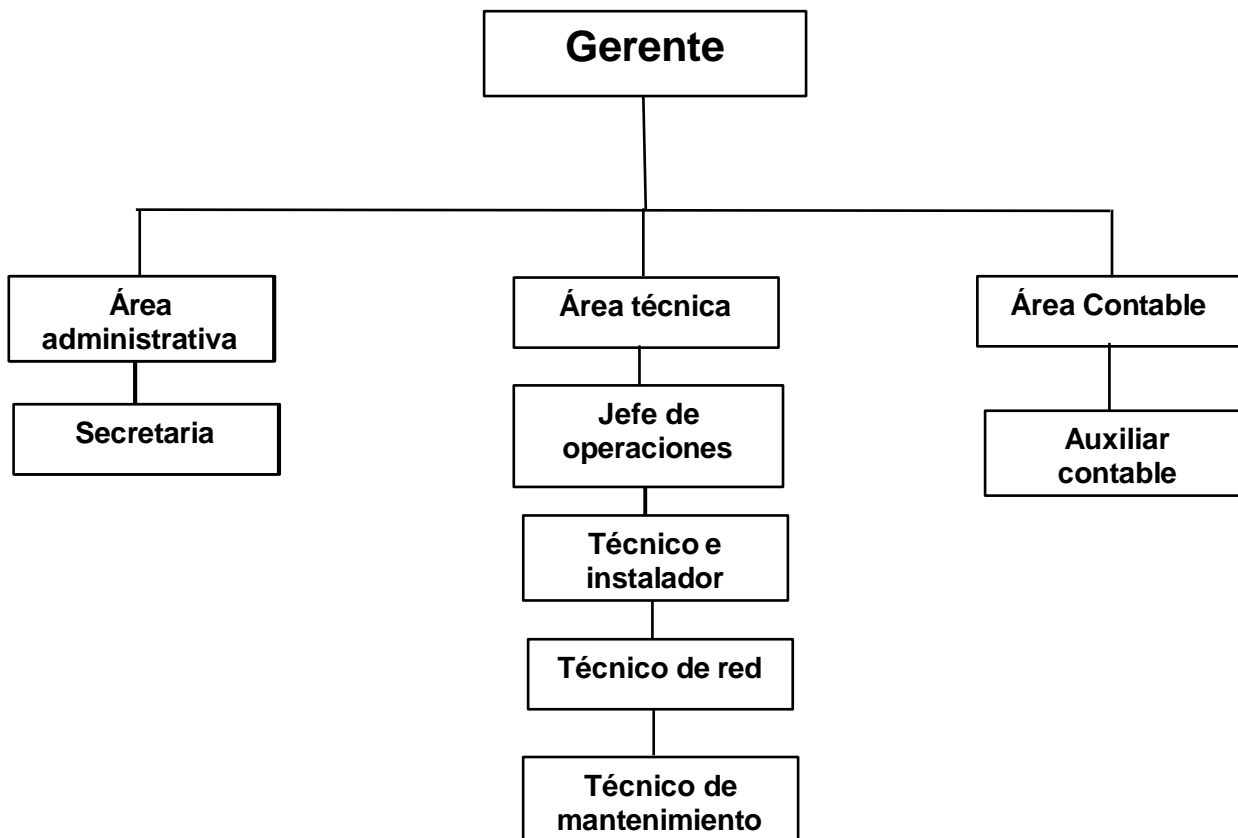 Gerente
Área
administrativa
Secretaria
Área técnica
Jefe de
operaciones
Técnico e
instalador
Técnico de red
Técnico de
mantenimiento
Área Contable
Auxiliar
contable